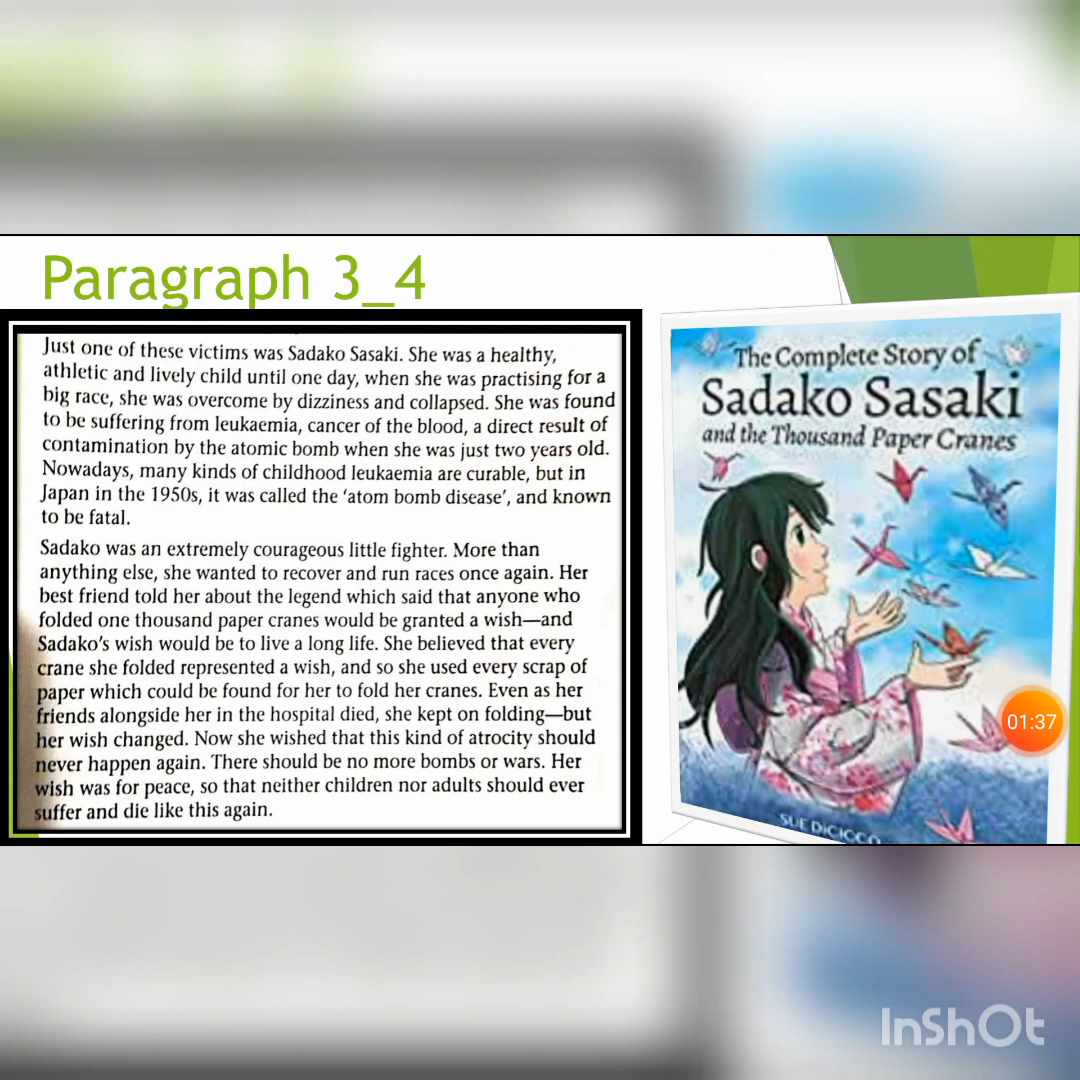 Paragraph 3_4
Just one of these victims was Sadako Sasaki. She was a healthy,
athletic and lively child until one day, when she was practising for a
big race, she was overcome by dizziness and collapsed. She was found
to be suffering from leukaemia, cancer of the blood, a direct result of
contamination by the atomic bomb when she was just two years old.
Nowadays, many kinds of childhood leukaemia are curable, but in
Japan in the 1950s, it was called the 'atom bomb disease', and known
to be fatal.
Sadako was an extremely courageous little fighter. More than
anything else, she wanted to recover and run races once again. Her
best friend told her about the legend which said that anyone who
folded one thousand paper cranes would be granted a wish—and
Sadako's wish would be to live a long life. She believed that every
crane she folded represented a wish, and so she used every scrap of
paper which could be found for her to fold her cranes. Even as her
friends alongside her in the hospital died, she kept on folding—but
her wish changed. Now she wished that this kind of atrocity should
never happen again. There should be no more bombs or wars. Her
wish was for peace, so that neither children nor adults should ever
suffer and die like this again.
The Complete Story of
Sadako Sasaki
and the Thousand Paper Cranes
SUE DICICCO
01:37
InShOt